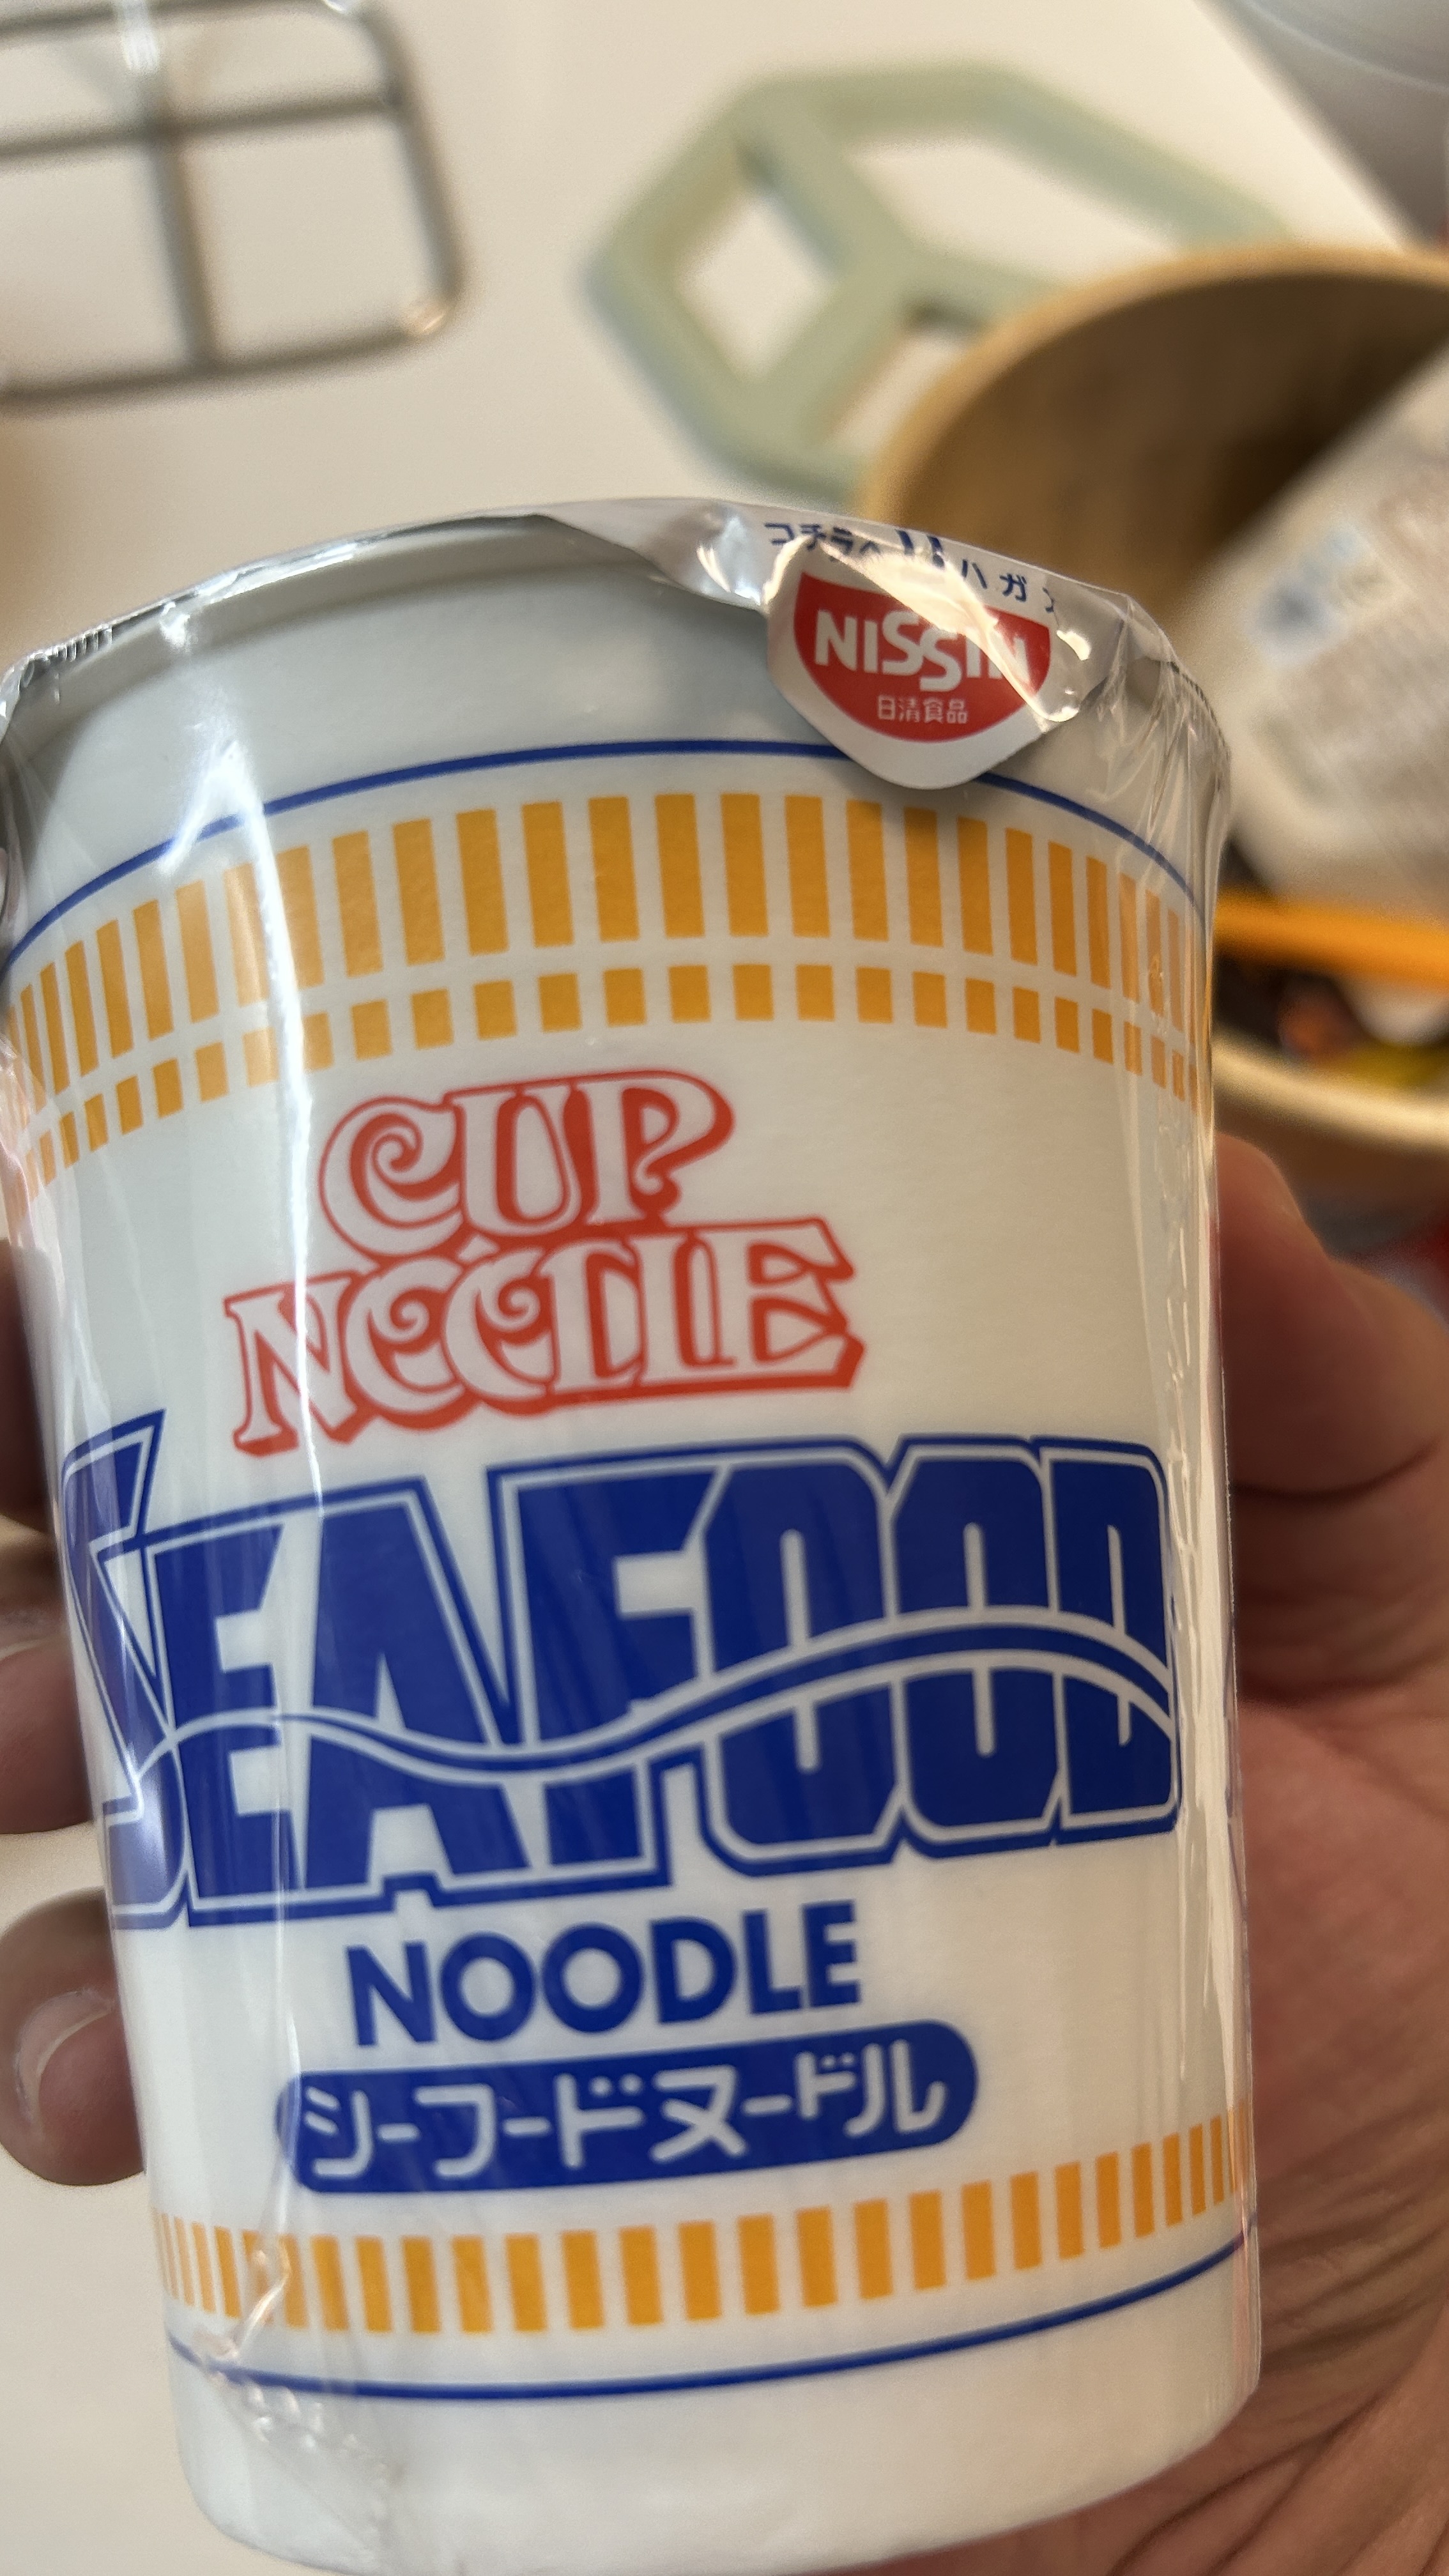 コチラへ
ハガ
NISSIN
日清食品
CUP
NOODLE
SEAFOOD
NOODLE
シーフードヌードル